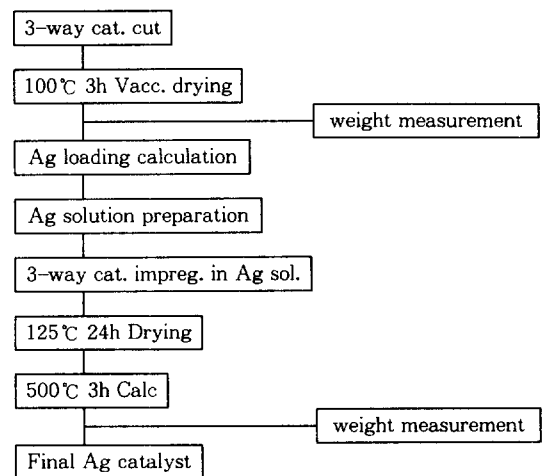 3-way cat. cut
100℃ 3h Vacc. drying
weight measurement
Ag loading calculation
Ag solution preparation
3-way cat. impreg. in Ag sol.
125℃ 24h Drying
500℃ 3h Calc
weight measurement
Final Ag catalyst